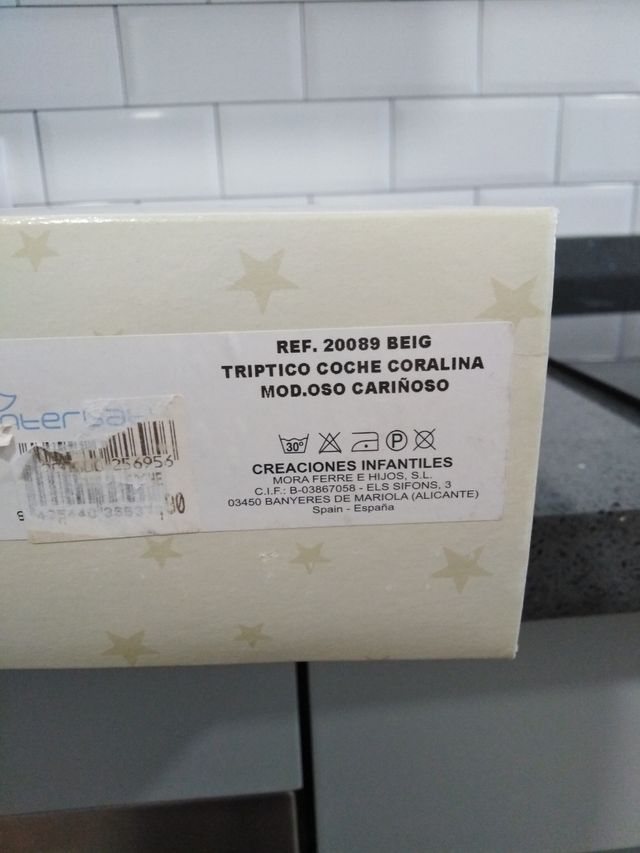 REF. 20089 BEIG
TRIPTICO COCHE CORALINA
MOD.OSO CARIÑOSO
30°
P
CREACIONES INFANTILES
MORA FERRE E HIJOS, S.L.
C.I.F.: B-03867058 - ELS SIFONS, 3
03450 BANYERES DE MARIOLA (ALICANTE)
Spain - España
256956